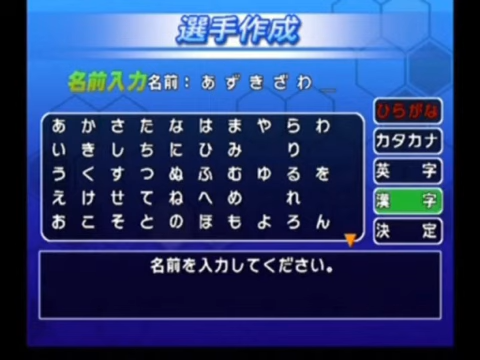 選手作成
名前入力 名前：あずきざわ_
あ か さ た な は ま や ら わ
い き し ち に ひ み り
う く す つ ぬ ふ む ゆ る を
え け せ て ね へ め れ
お こ そ と の ほ も よ ろ ん
ひらがな
カタカナ
英字
漢字
決定
名前を入力してください。